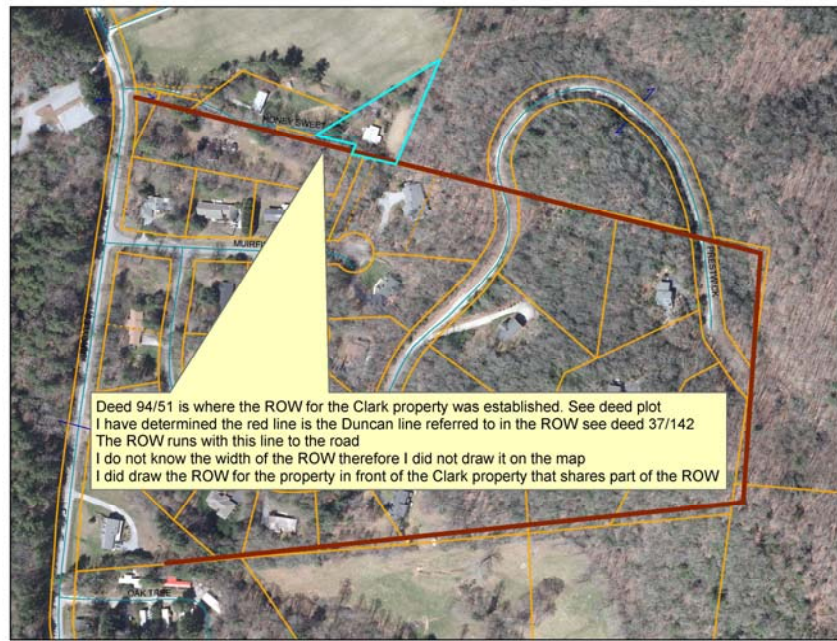 HONEY SWEET
MUIRFI
PRESTWICK
Deed 94/51 is where the ROW for the Clark property was established. See deed plot
I have determined the red line is the Duncan line referred to in the ROW see deed 37/142
The ROW runs with this line to the road
I do not know the width of the ROW therefore I did not draw it on the map
I did draw the ROW for the property in front of the Clark property that shares part of the ROW
OAK TREE